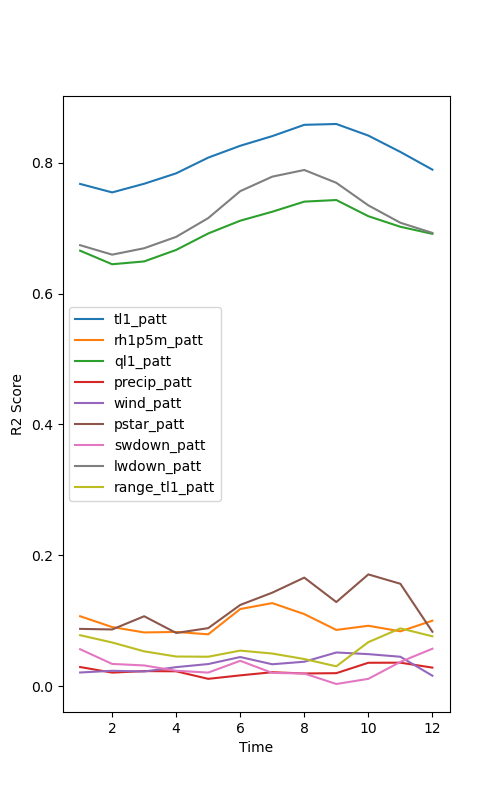 0.8
0.6
0.4
0.2
0.0
R2 Score
tl1_patt
rh1p5m_patt
ql1_patt
precip_patt
wind_patt
pstar_patt
swdown_patt
lwdown_patt
range_tl1_patt
2 4 6 8 10 12
Time